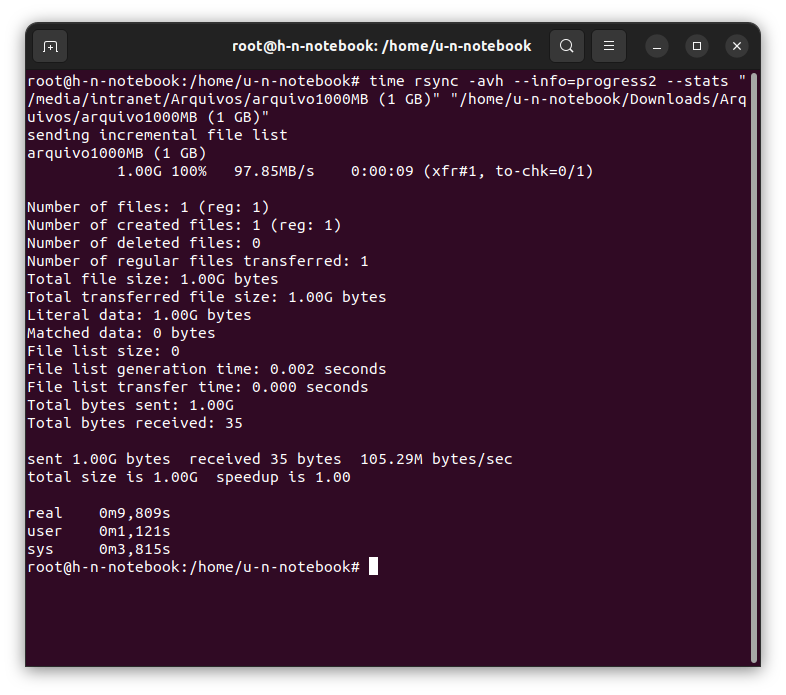 root@h-n-notebook: /home/u-n-notebook
root@h-n-notebook:/home/u-n-notebook# time rsync -avh --info=progress2 --stats "
/media/intranet/Arquivos/arquivo1000MB (1 GB)" "/home/u-n-notebook/Downloads/Arq
uivos/arquivo1000MB (1 GB)"
sending incremental file list
arquivo1000MB (1 GB)
          1.00G 100%   97.85MB/s    0:00:09 (xfr#1, to-chk=0/1)
Number of files: 1 (reg: 1)
Number of created files: 1 (reg: 1)
Number of deleted files: 0
Number of regular files transferred: 1
Total file size: 1.00G bytes
Total transferred file size: 1.00G bytes
Literal data: 1.00G bytes
Matched data: 0 bytes
File list size: 0
File list generation time: 0.002 seconds
File list transfer time: 0.000 seconds
Total bytes sent: 1.00G
Total bytes received: 35
sent 1.00G bytes  received 35 bytes  105.29M bytes/sec
total size is 1.00G  speedup is 1.00
real    0m9,809s
user    0m1,121s
sys     0m3,815s
root@h-n-notebook:/home/u-n-notebook#